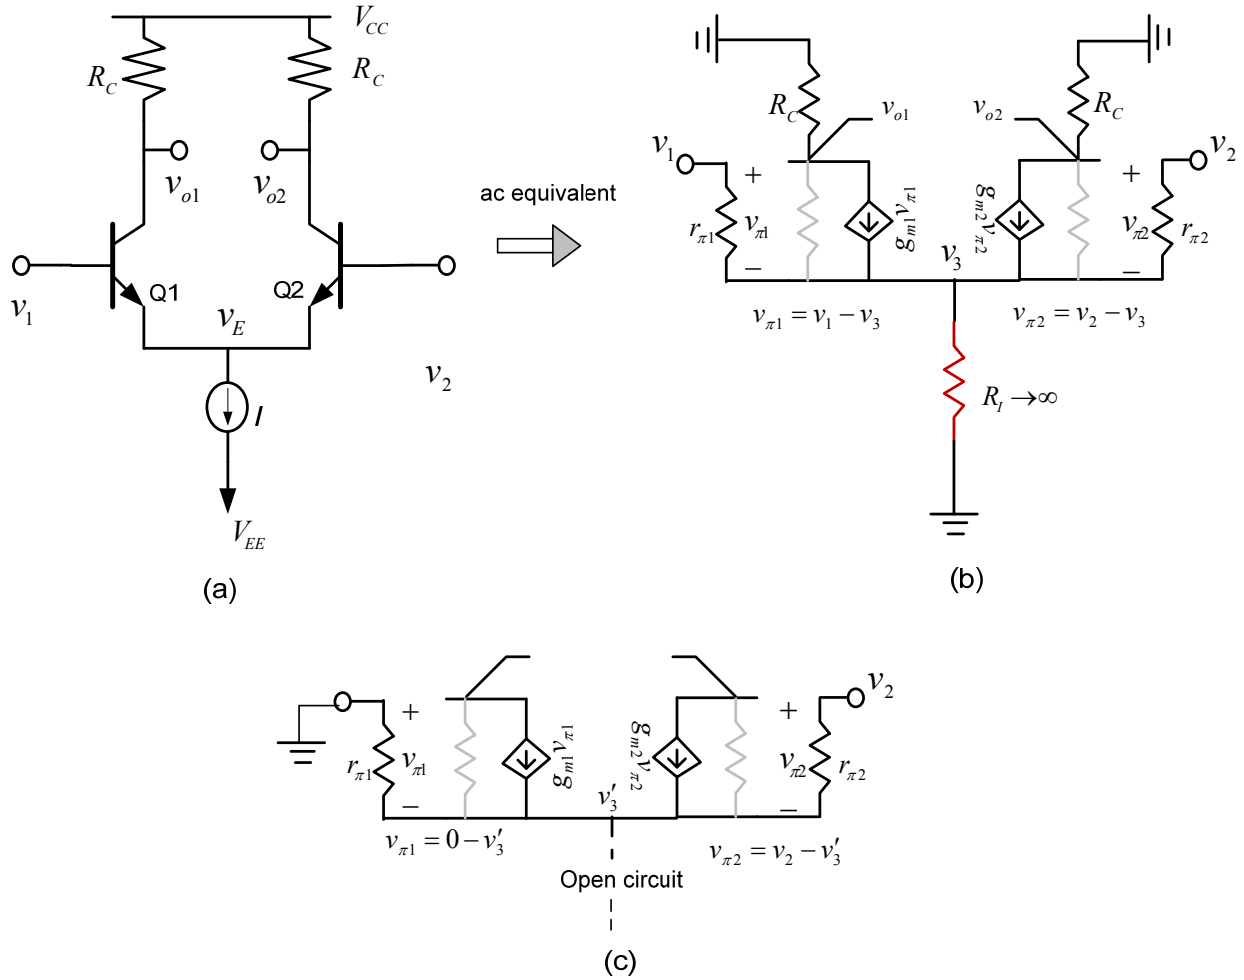 V_CC
R_C
R_C
v_o1
v_o2
Q1
Q2
v_1
v_E
v_2
I
V_EE
(a)
ac equivalent
R_C
v_o1
v_o2
R_C
v_1
v_2
+
+
r_π1
v_π1
g_m1 v_π1
g_m2 v_π2
v_π2
r_π2
−
v_3
−
v_π1 = v_1 − v_3
v_π2 = v_2 − v_3
R_I → ∞
(b)
v_2
+
+
r_π1
v_π1
g_m1 v_π1
g_m2 v_π2
v_π2
r_π2
−
v′_3
−
v_π1 = 0 − v′_3
v_π2 = v_2 − v′_3
Open circuit
(c)